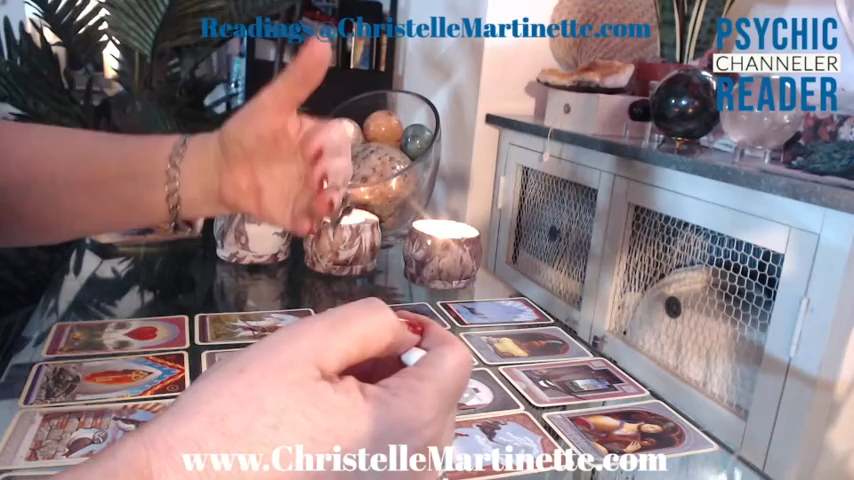 Readings@ChristelleMartinette.com
PSYCHIC
CHANNELER
READER
www.ChristelleMartinette.com